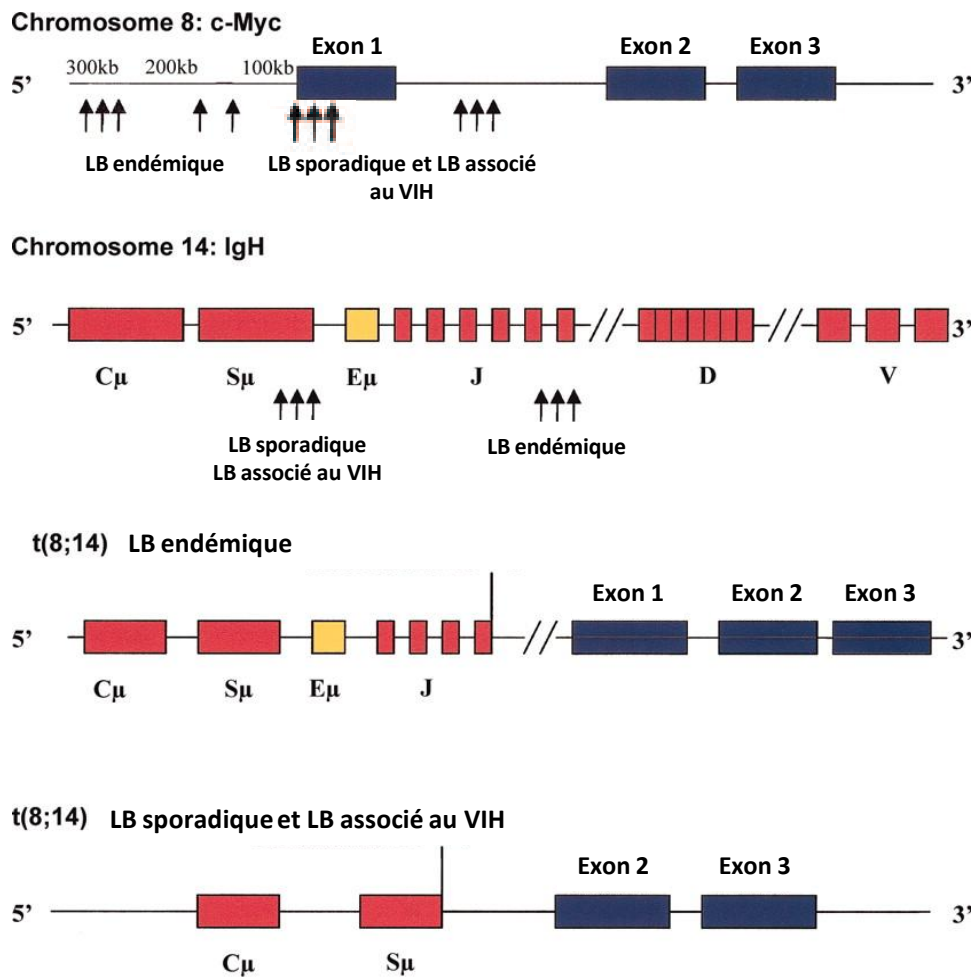 Chromosome 8: c-Myc
Exon 1 Exon 2 Exon 3
300kb 200kb 100kb
5' 3'
LB endémique LB sporadique et LB associé
au VIH
Chromosome 14: IgH
5' 3'
Cμ Sμ Eμ J D V
LB sporadique LB endémique
LB associé au VIH
t(8;14) LB endémique
Exon 1 Exon 2 Exon 3
5' 3'
Cμ Sμ Eμ J
t(8;14) LB sporadique et LB associé au VIH
Exon 2 Exon 3
5' 3'
Cμ Sμ